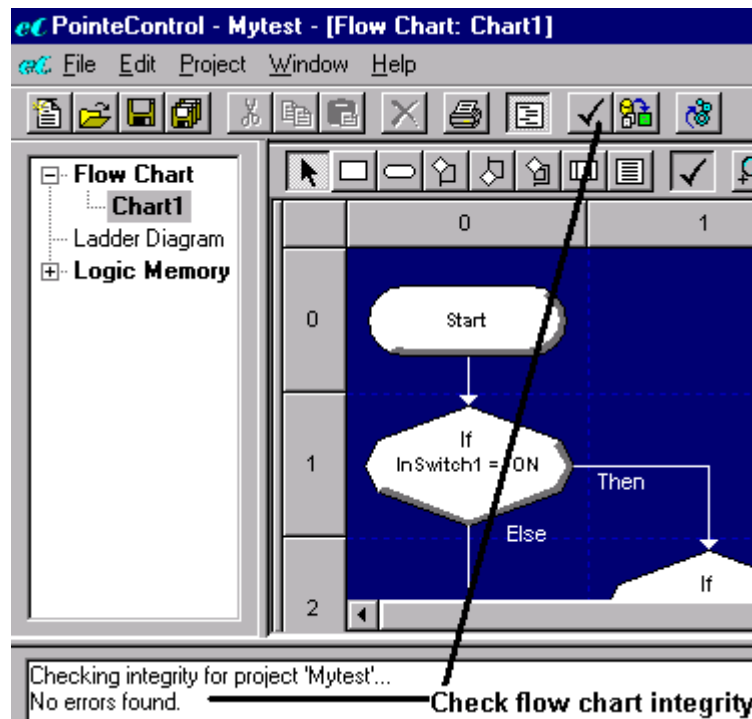 eC PointeControl - Mytest - [Flow Chart: Chart1]
eC File Edit Project Window Help
Flow Chart
Chart1
Ladder Diagram
Logic Memory
0 1
0
Start
1
If
InSwitch1 = ON
Then
Else
2
If
Checking integrity for project 'Mytest'...
No errors found.
Check flow chart integrity